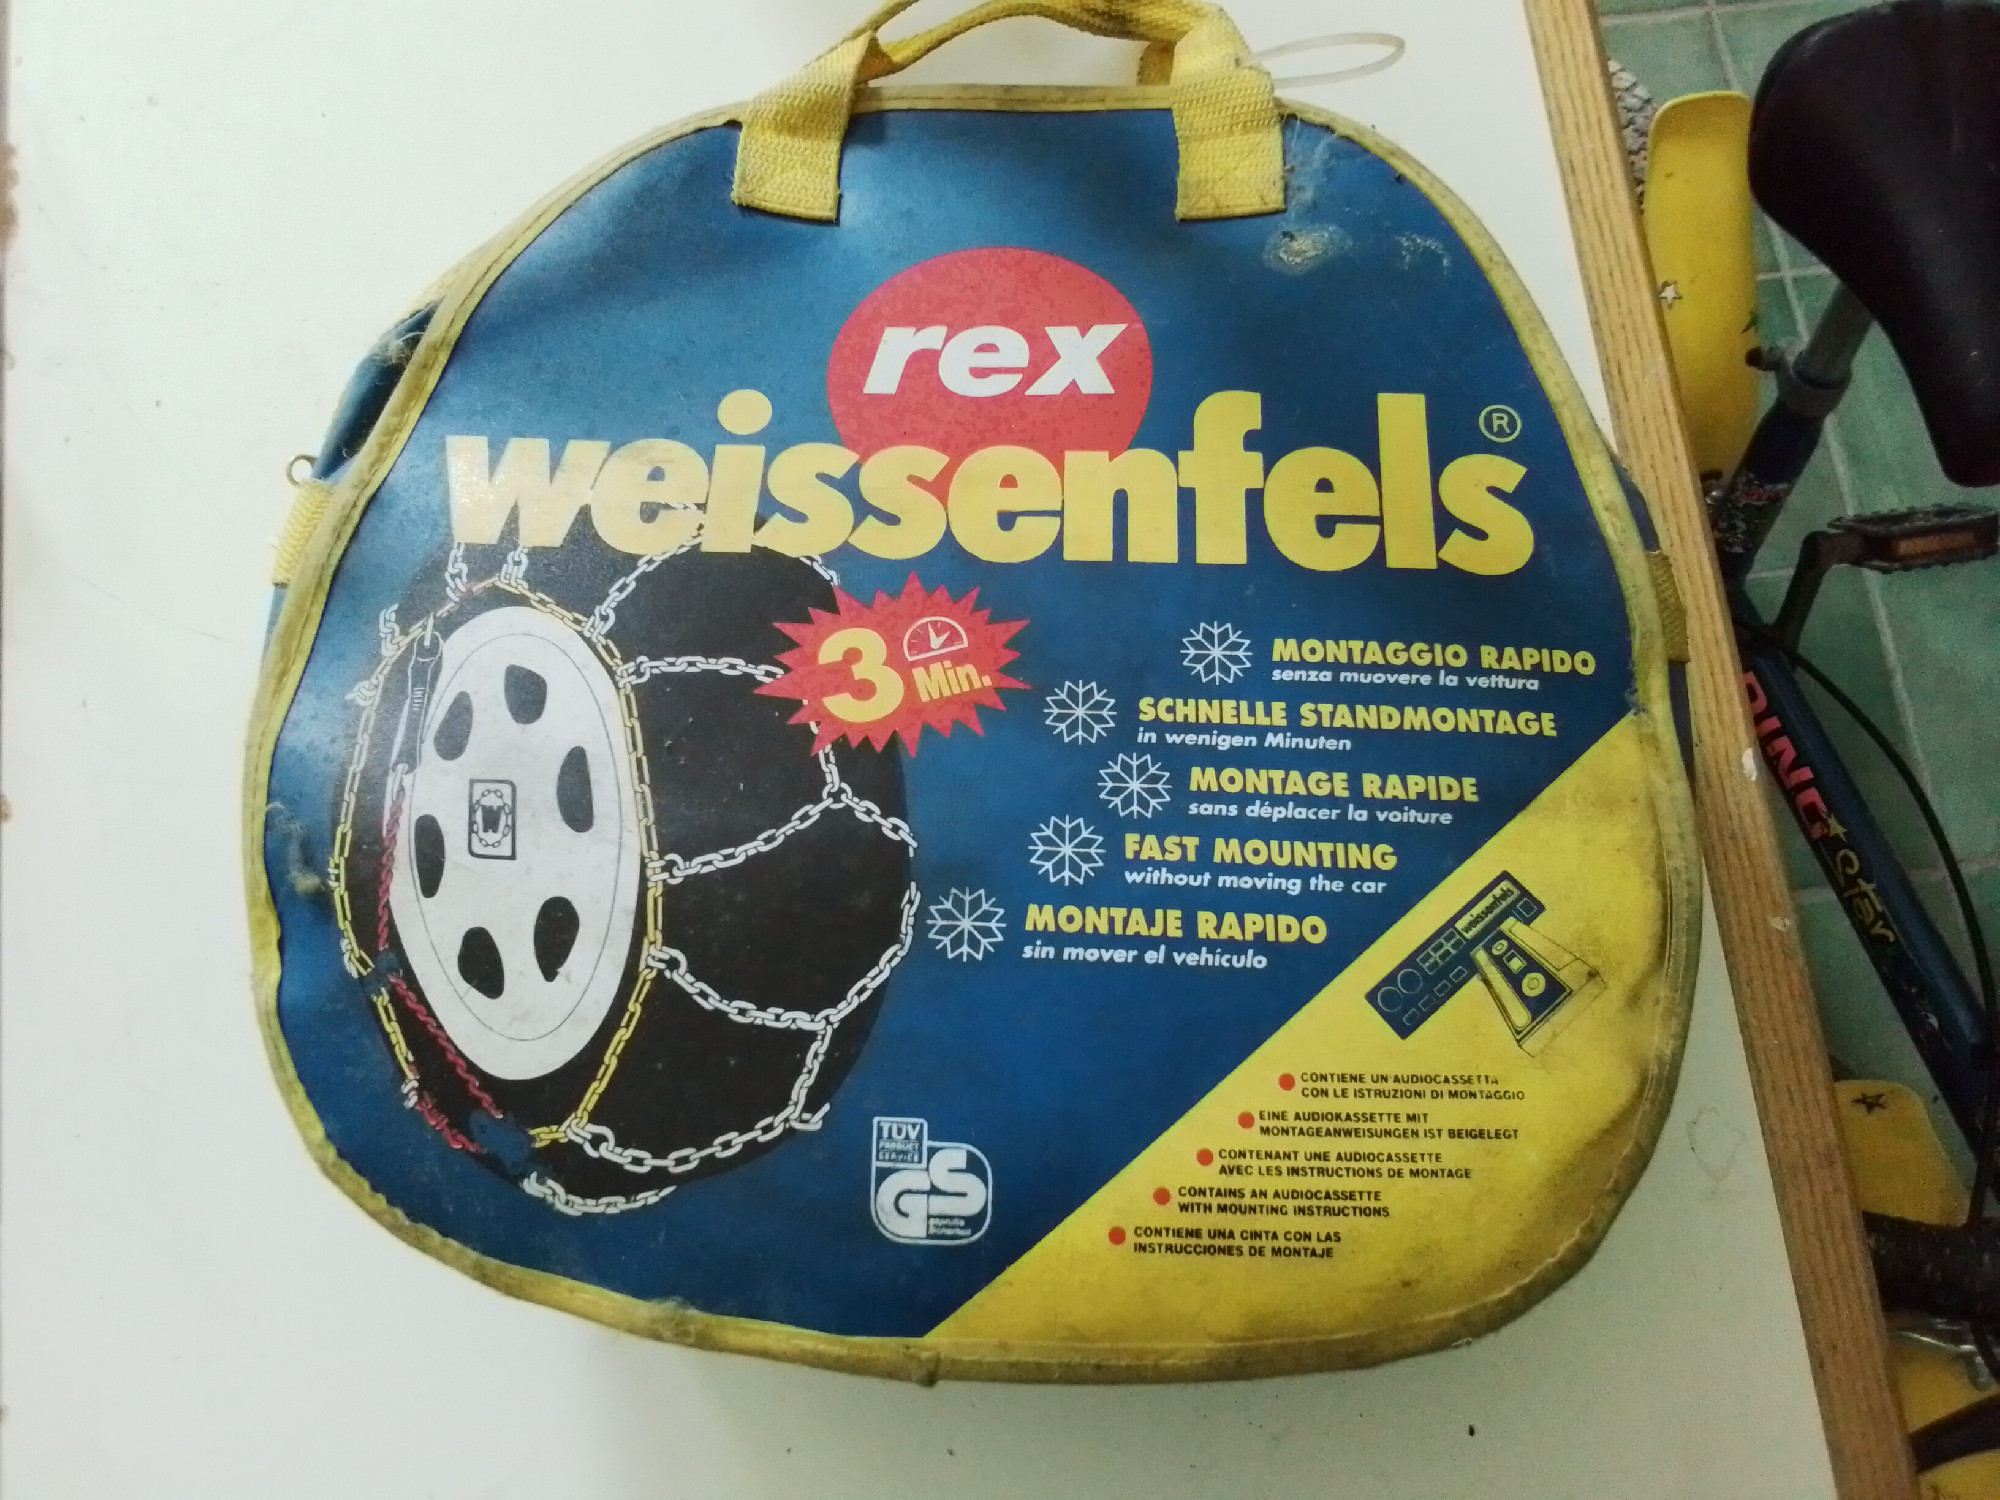 rex
weissenfels®
3 Min.
MONTAGGIO RAPIDO
senza muovere la vettura
SCHNELLE STANDMONTAGE
in wenigen Minuten
MONTAGE RAPIDE
sans déplacer la voiture
FAST MOUNTING
without moving the car
MONTAJE RAPIDO
sin mover el vehículo
W
weissenfels
CONTIENE UN'AUDIOCASSETTA
CON LE ISTRUZIONI DI MONTAGGIO
EINE AUDIOKASSETTE MIT
MONTAGEANWEISUNGEN IST BEIGELEGT
CONTENANT UNE AUDIOCASSETTE
AVEC LES INSTRUCTIONS DE MONTAGE
CONTAINS AN AUDIOCASSETTE
WITH MOUNTING INSTRUCTIONS
CONTIENE UNA CINTA CON LAS
INSTRUCCIONES DE MONTAJE
TÜV
PRODUCT
SERVICE
GS
DINO Star